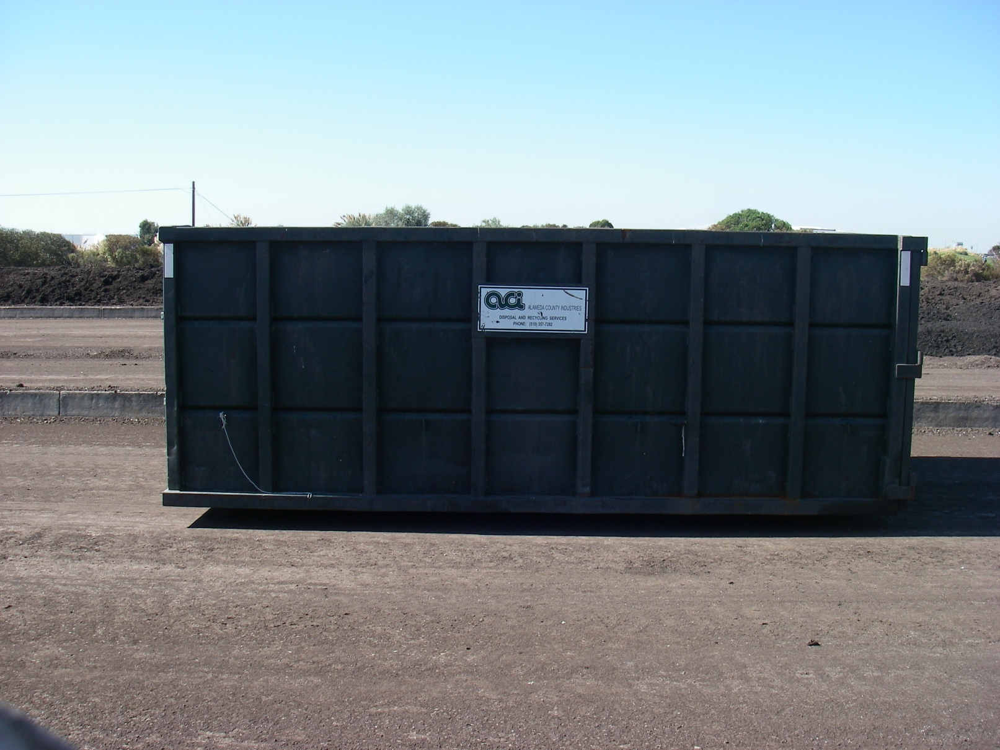 aci ALAMEDA COUNTY INDUSTRIES
DISPOSAL AND RECYCLING SERVICES
PHONE: (510) 357-7282